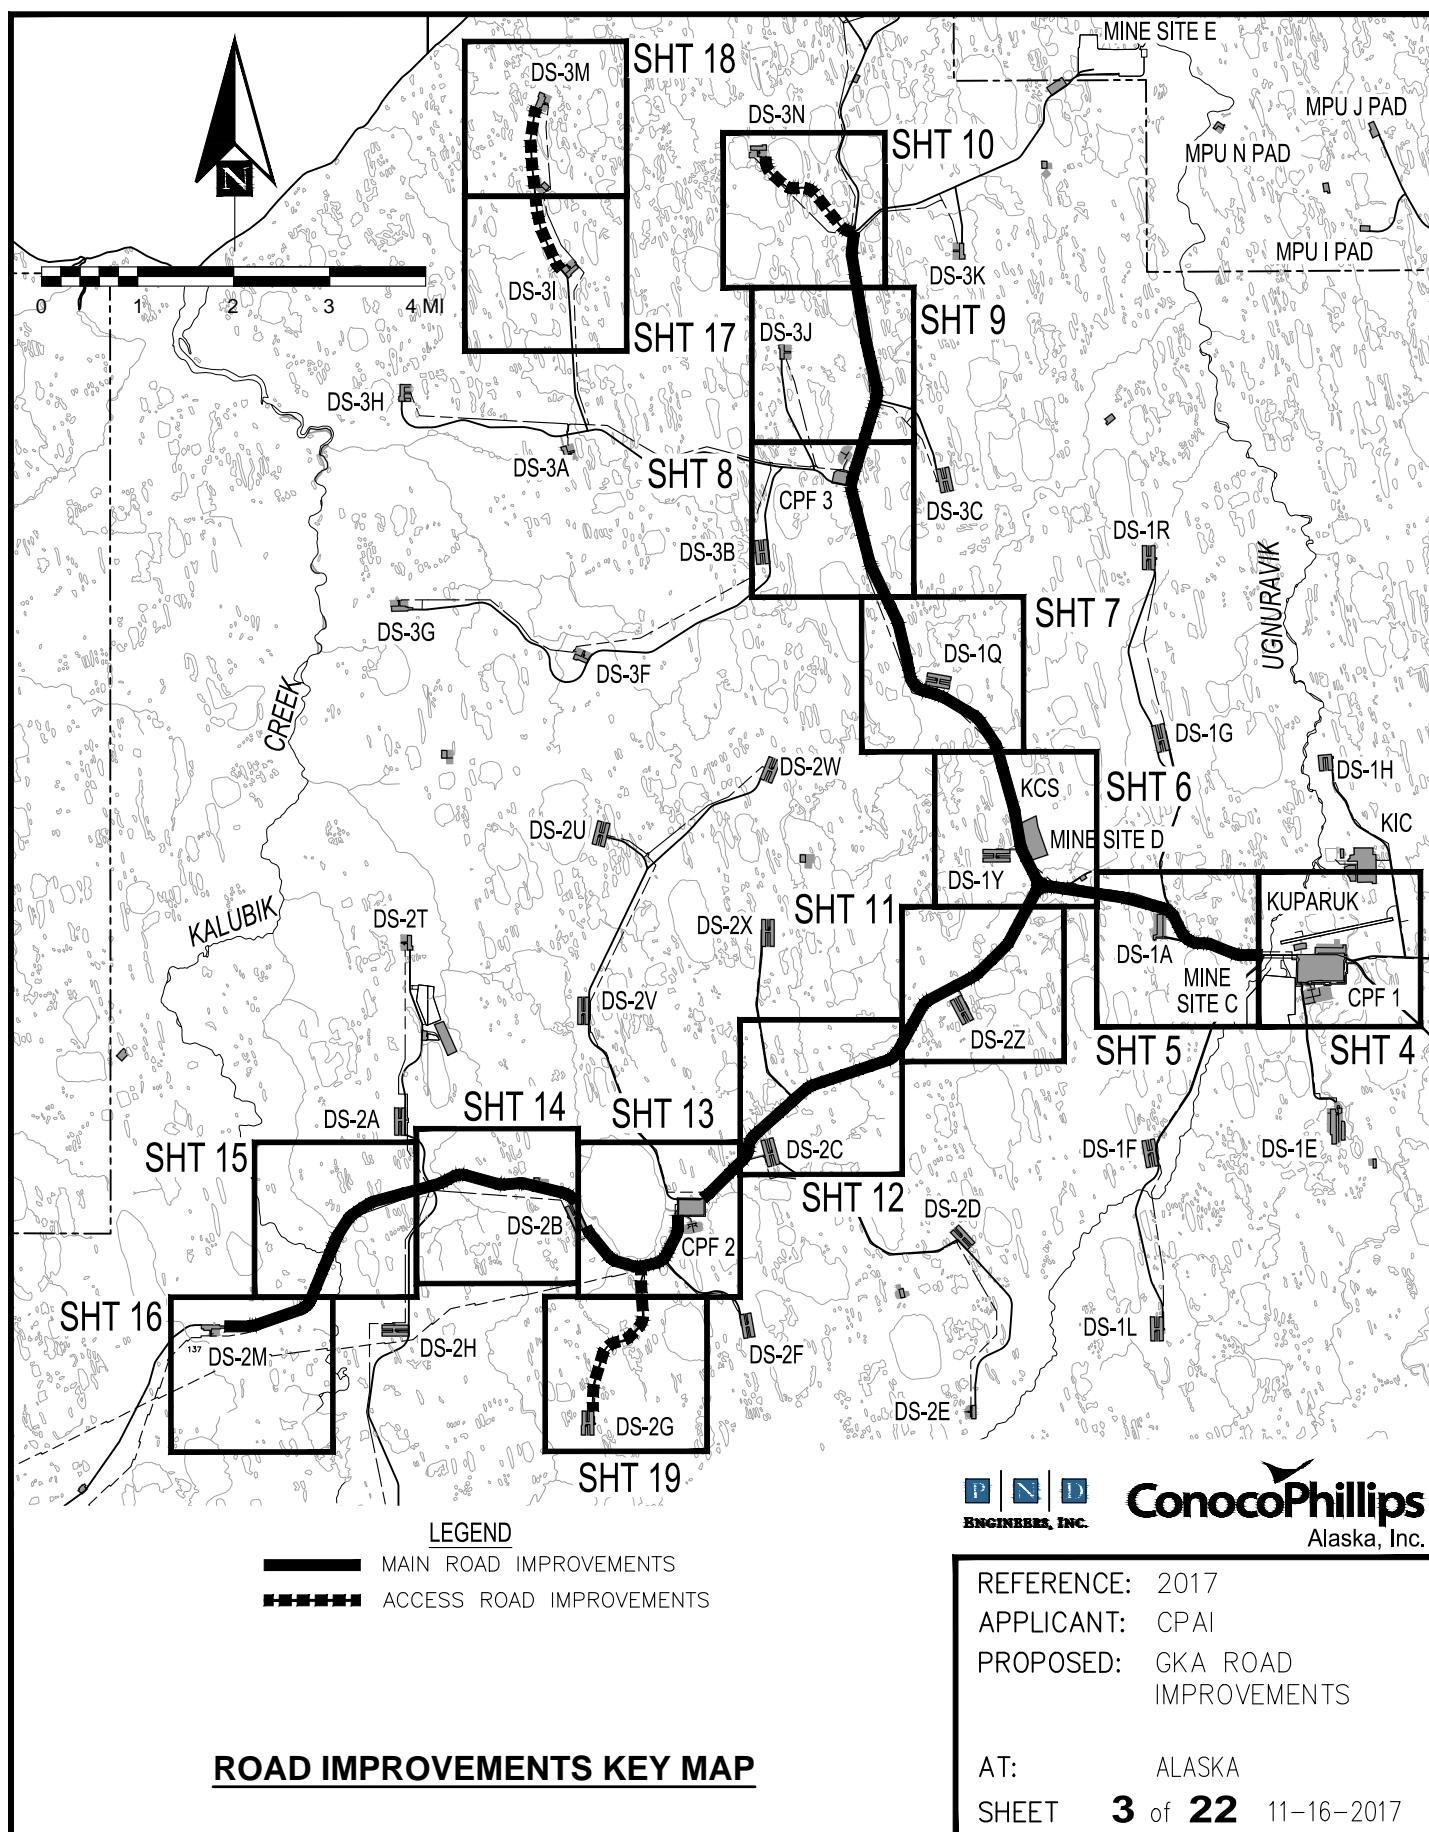 MINE SITE E
SHT 18
DS-3M
MPU J PAD
DS-3N
SHT 10
MPU N PAD
N
MPU I PAD
DS-3K
DS-3I
0 1 2 3 4 MI
SHT 9
SHT 17
DS-3J
DS-3H
DS-3A
SHT 8
CPF 3
DS-3C
DS-3B
DS-1R
SHT 7
UGNURAVIK
DS-3G
DS-3F
DS-1Q
CREEK
DS-1G
DS-2W
DS-1H
KCS
SHT 6
DS-2U
MINE SITE D
KIC
DS-1Y
KALUBIK
DS-2T
SHT 11
KUPARUK
DS-2X
DS-1A
DS-2V
MINE
SITE C
CPF 1
DS-2Z
SHT 5
SHT 4
DS-2A
SHT 14
SHT 13
SHT 15
DS-2C
DS-1F
DS-1E
SHT 12
DS-2B
DS-2D
CPF 2
SHT 16
137
DS-2M
DS-2H
DS-2F
DS-1L
DS-2G
DS-2E
SHT 19
P N D
ENGINEERS, INC.
ConocoPhillips
Alaska, Inc.
LEGEND
MAIN ROAD IMPROVEMENTS
ACCESS ROAD IMPROVEMENTS
REFERENCE: 2017
APPLICANT: CPAI
PROPOSED: GKA ROAD
IMPROVEMENTS
ROAD IMPROVEMENTS KEY MAP
AT: ALASKA
SHEET 3 of 22 11-16-2017